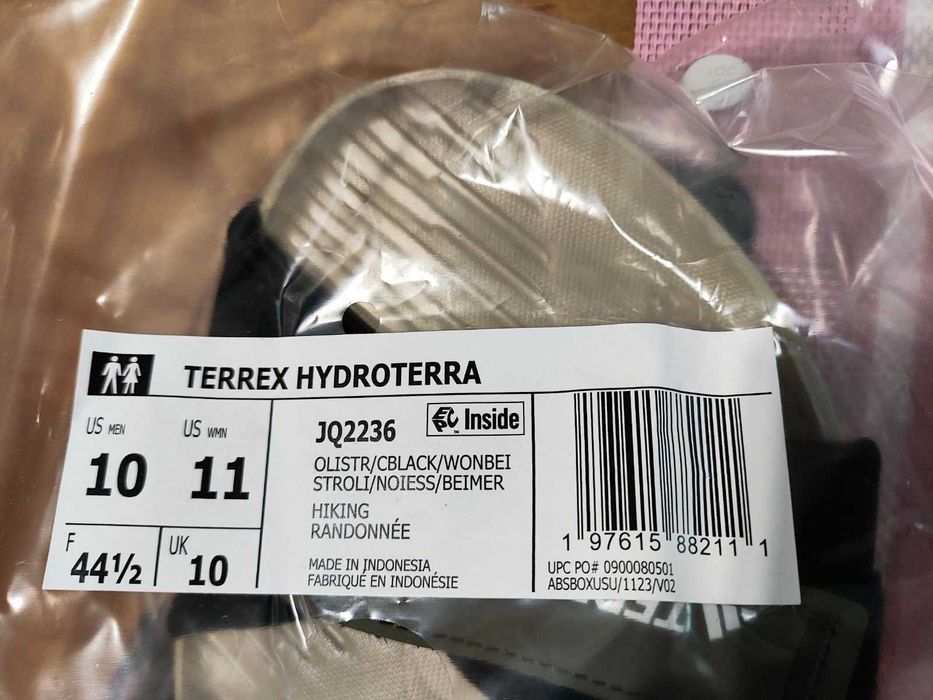 TERREX HYDROTERRA
US MEN
10
US WMN
11
F
44½
UK
10
JQ2236
Inside
OLISTR/CBLACK/WONBEI
STROLI/NOIESS/BEIMER
HIKING
RANDONNÉE
MADE IN INDONESIA
FABRIQUÉ EN INDONÉSIE
1 97615 88211 1
UPC PO# 0900080501
ABSBOXUSU/1123/V02